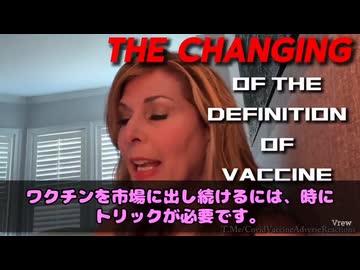 THE CHANGING
OF THE
DEFINITION
OF
VACCINE
ワクチンを市場に出し続けるには、時に
トリックが必要です。
Vrew
T.Me/CovidVaccineAdverseReactions